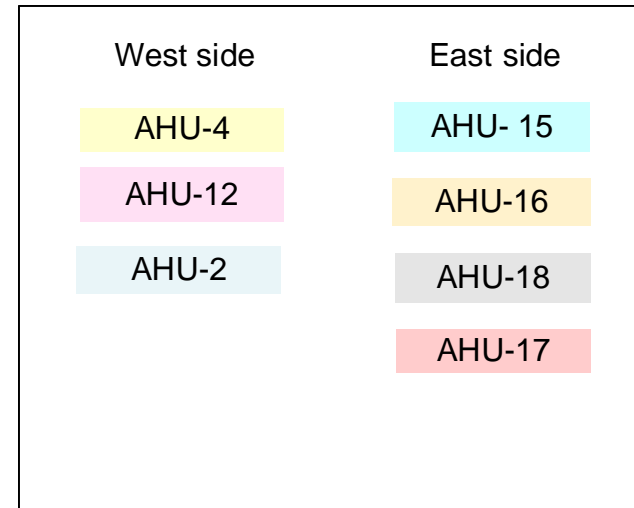 West side
AHU-4
AHU-12
AHU-2
East side
AHU- 15
AHU-16
AHU-18
AHU-17